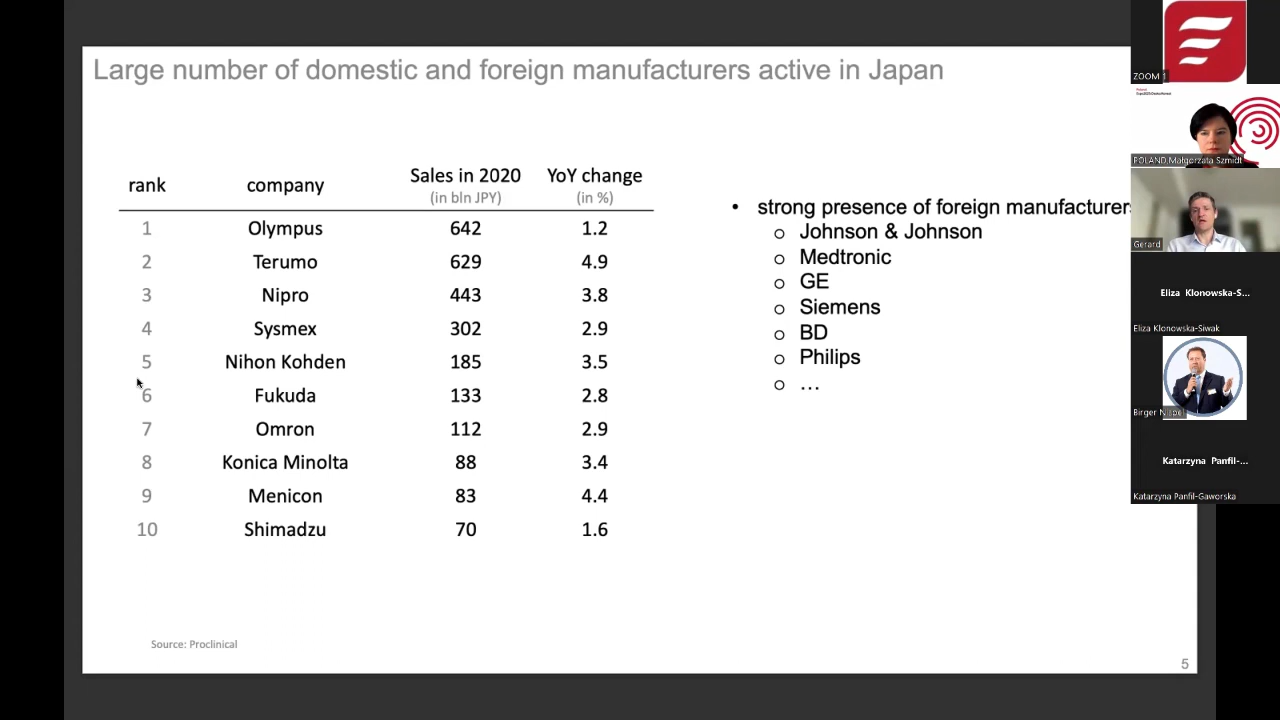 Large number of domestic and foreign manufacturers active in Japan
rank company Sales in 2020 YoY change
(in bln JPY) (in %)
1 Olympus 642 1.2
2 Terumo 629 4.9
3 Nipro 443 3.8
4 Sysmex 302 2.9
5 Nihon Kohden 185 3.5
6 Fukuda 133 2.8
7 Omron 112 2.9
8 Konica Minolta 88 3.4
9 Menicon 83 4.4
10 Shimadzu 70 1.6
• strong presence of foreign manufacturers
o Johnson & Johnson
o Medtronic
o GE
o Siemens
o BD
o Philips
o …
Source: Proclinical
5
ZOOM 1
POLAND,Małgorzata Szmidt
Gerard
Eliza Klonowska-S...
Eliza Klonowska-Siwak
Birger
Katarzyna Panfil-...
Katarzyna Panfil-Gaworska